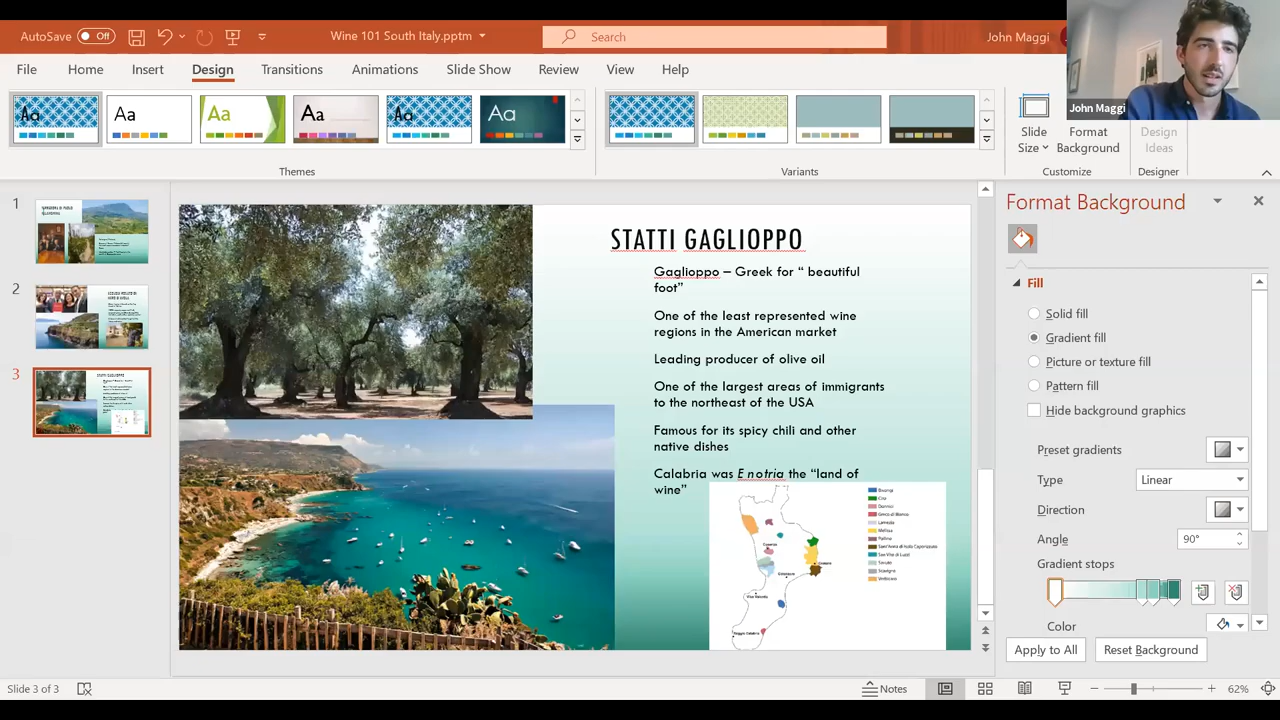 AutoSave Off
Wine 101 South Italy.pptm
Search
John Maggi
John Maggi
File Home Insert Design Transitions Animations Slide Show Review View Help
Aa Aa Aa Aa Aa Aa
Slide Size
Format Background
Design Ideas
Themes
Variants
Customize
Designer
1
2
3
STATTI GAGLIOPPO
Gaglioppo – Greek for “ beautiful
foot”
One of the least represented wine
regions in the American market
Leading producer of olive oil
One of the largest areas of immigrants
to the northeast of the USA
Famous for its spicy chili and other
native dishes
Calabria was Enotria the “land of
wine”
Format Background
Fill
Solid fill
Gradient fill
Picture or texture fill
Pattern fill
Hide background graphics
Preset gradients
Type Linear
Direction
Angle 90°
Gradient stops
Color
Apply to All Reset Background
Slide 3 of 3
Notes
62%